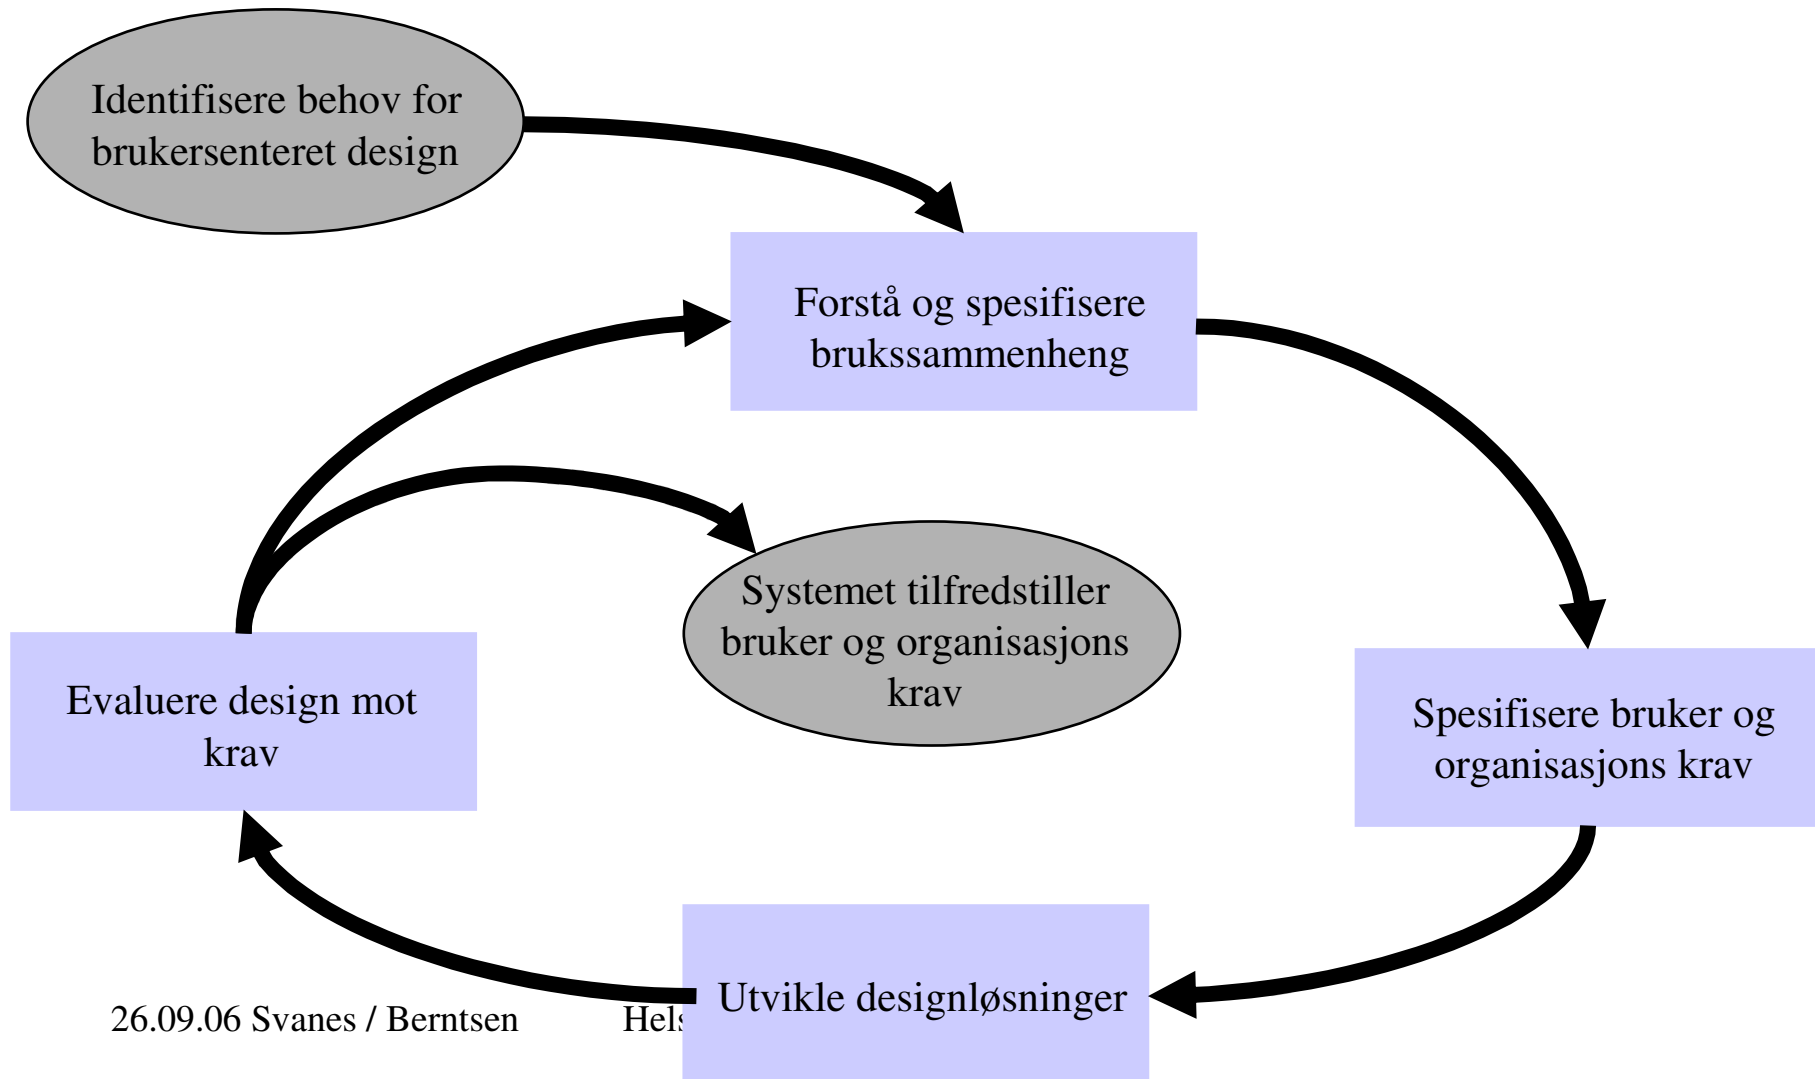 Identifisere behov for
brukersenteret design
Forstå og spesifisere
brukssammenheng
Systemet tilfredstiller
bruker og organisasjons
krav
Evaluere design mot
krav
Spesifisere bruker og
organisasjons krav
Utvikle designløsninger
26.09.06 Svanes / Berntsen